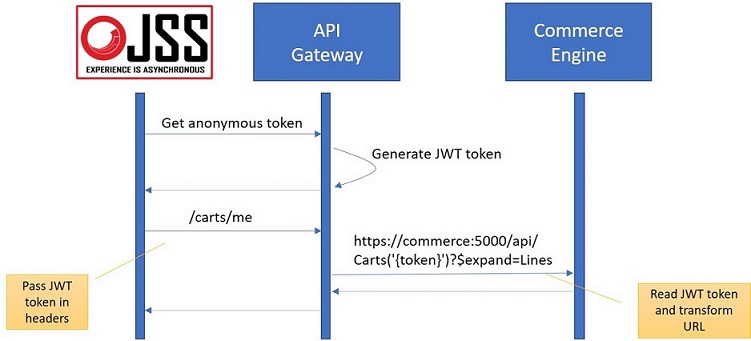 JSS
EXPERIENCE IS ASYNCHRONOUS
API
Gateway
Commerce
Engine
Get anonymous token
Generate JWT token
/carts/me
https://commerce:5000/api/
Carts('{token}')?$expand=Lines
Pass JWT
token in
headers
Read JWT token
and transform
URL